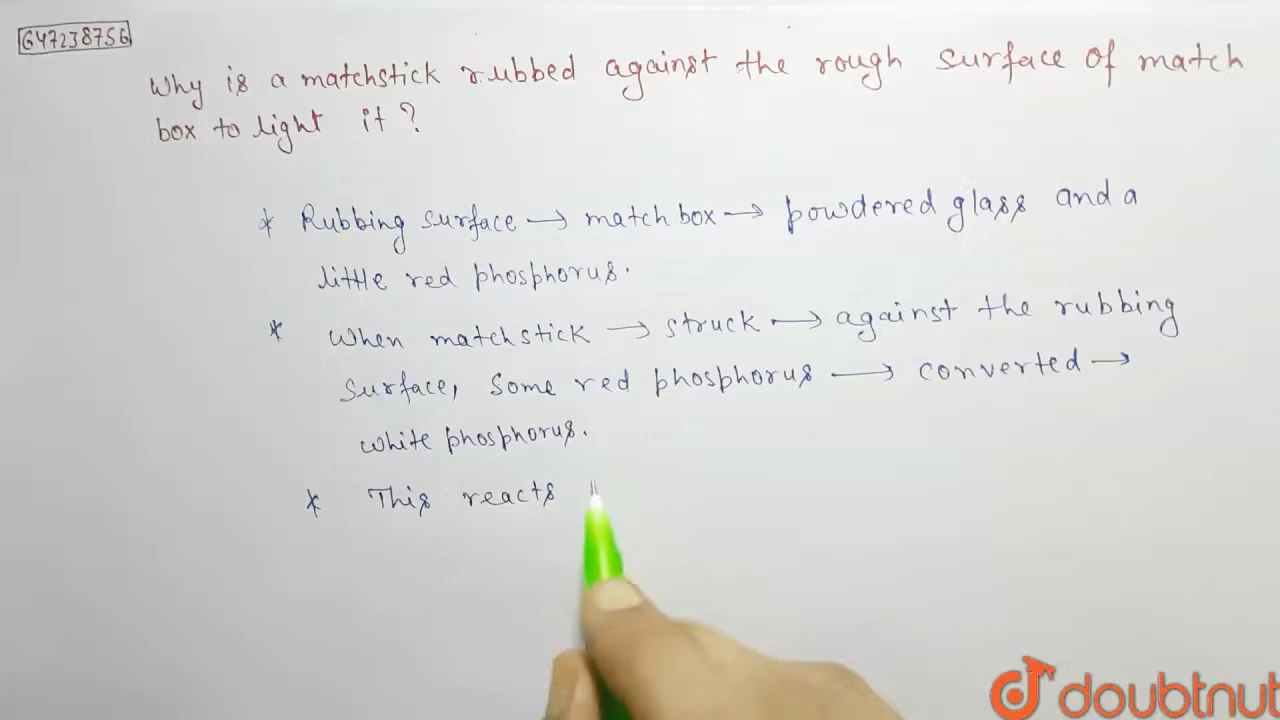 647238756
Why is a matchstick rubbed against the rough surface of match
box to light it?
* Rubbing surface → matchbox → powdered glass and a
little red phosphorus.
* When matchstick → struck → against the rubbing
surface, some red phosphorus → converted →
white phosphorus.
* This reacts
doubtnut